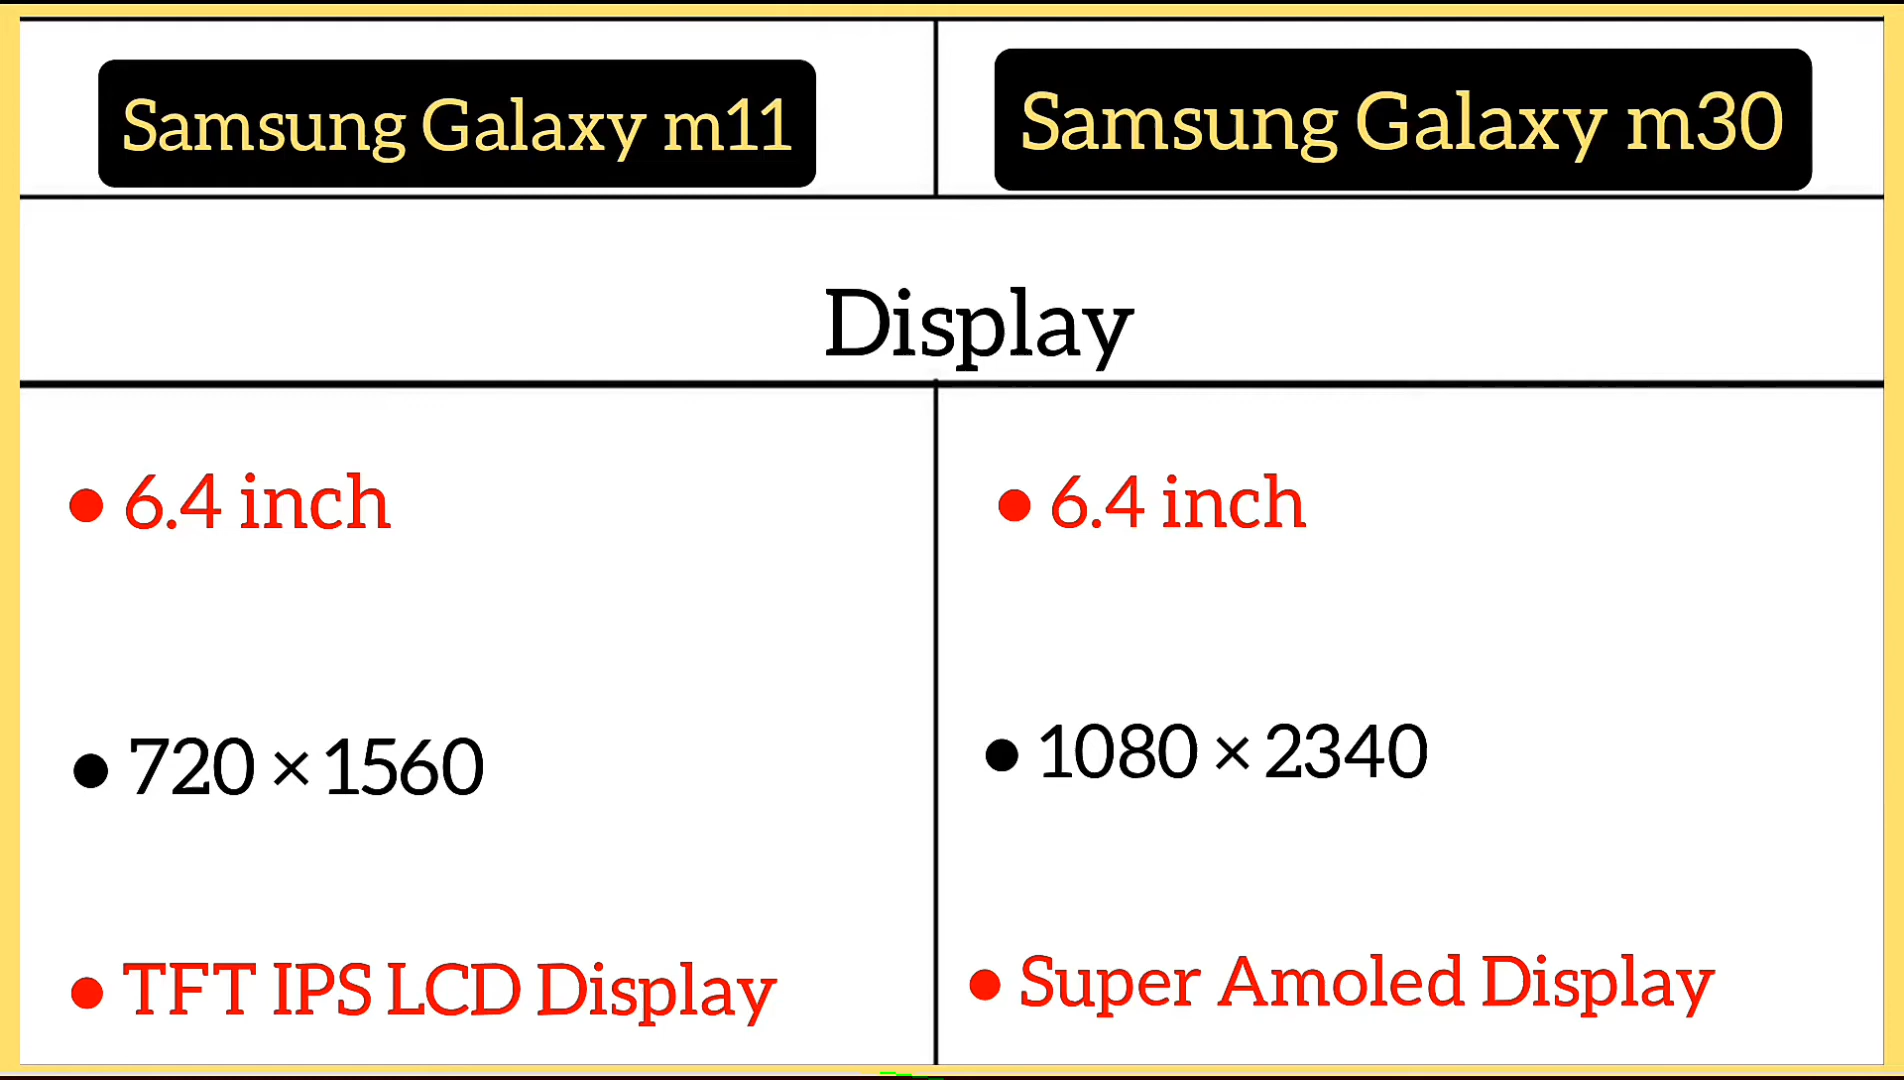 Samsung Galaxy m11
Samsung Galaxy m30
Display
• 6.4 inch
• 6.4 inch
• 720 × 1560
• 1080 × 2340
• TFT IPS LCD Display
• Super Amoled Display